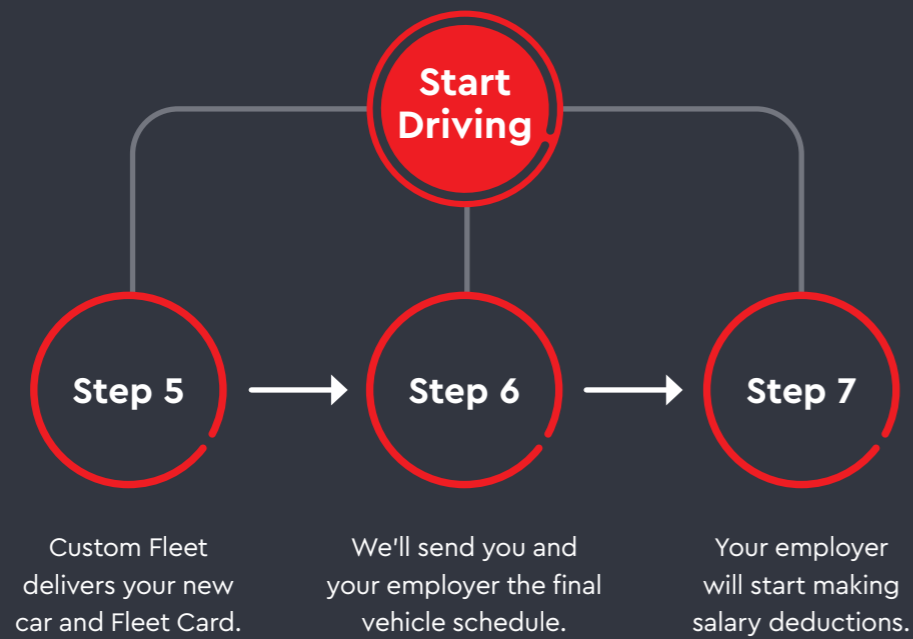 Start
Driving
Step 5
Step 6
Step 7
Custom Fleet
delivers your new
car and Fleet Card.
We'll send you and
your employer the final
vehicle schedule.
Your employer
will start making
salary deductions.